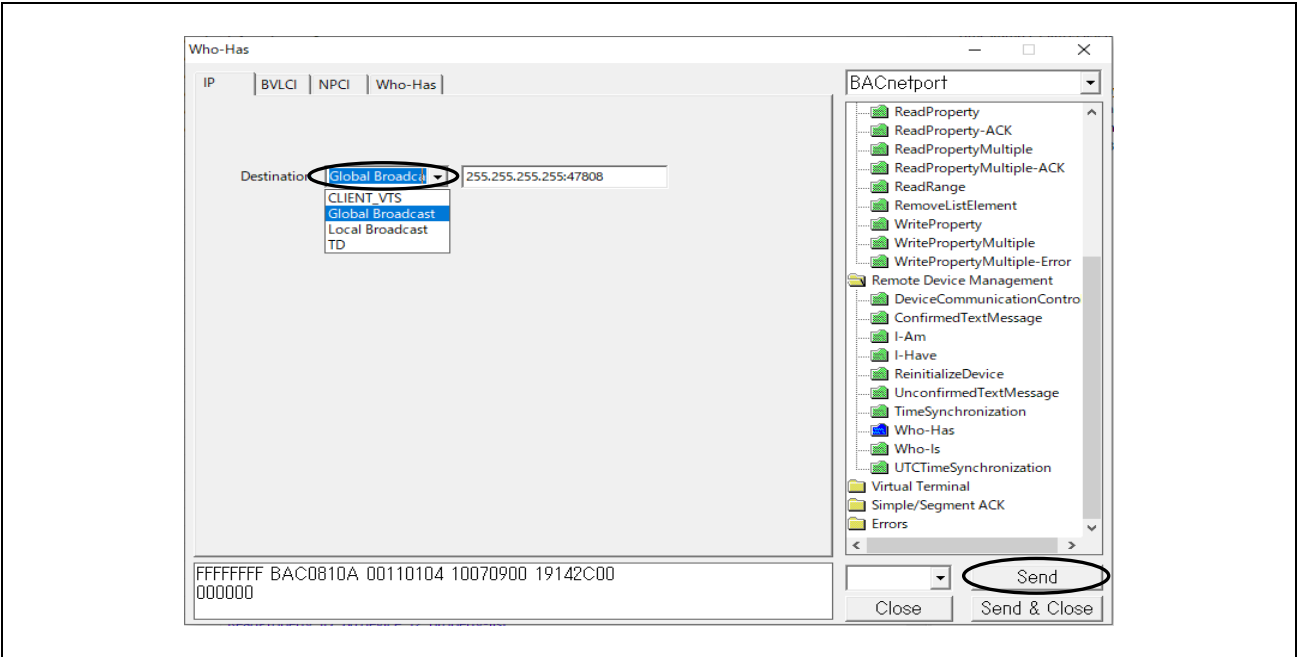 Who-Has
IP BVLCI NPCI Who-Has
Destination Global Broadca 255.255.255.255:47808
CLIENT_VTS
Global Broadcast
Local Broadcast
TD
BACnetport
ReadProperty
ReadProperty-ACK
ReadPropertyMultiple
ReadPropertyMultiple-ACK
ReadRange
RemoveListElement
WriteProperty
WritePropertyMultiple
WritePropertyMultiple-Error
Remote Device Management
DeviceCommunicationContro
ConfirmedTextMessage
I-Am
I-Have
ReinitializeDevice
UnconfirmedTextMessage
TimeSynchronization
Who-Has
Who-Is
UTCTimeSynchronization
Virtual Terminal
Simple/Segment ACK
Errors
FFFFFFFF BAC0810A 00110104 10070900 19142C00
000000
Send
Close Send & Close